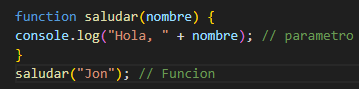 function saludar(nombre) {
console.log("Hola, " + nombre); // parametro
}
saludar("Jon"); // Funcion